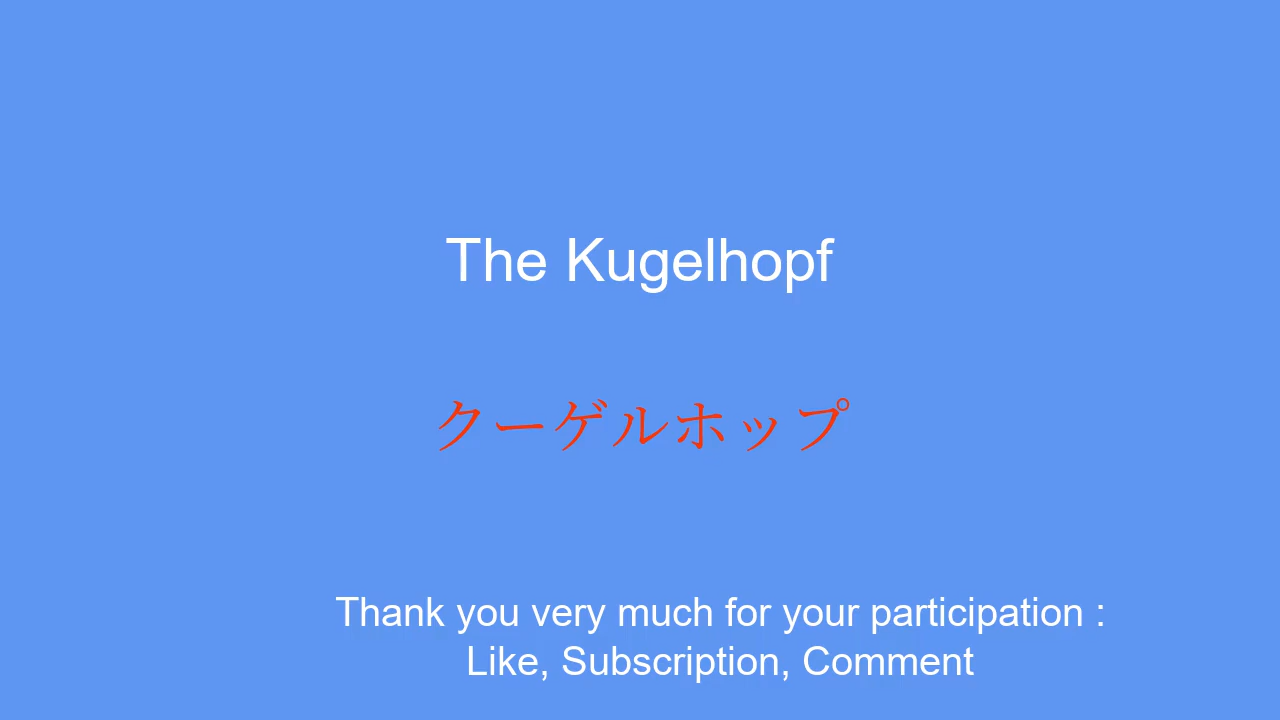 The Kugelhopf
クーゲルホップ
Thank you very much for your participation :
Like, Subscription, Comment